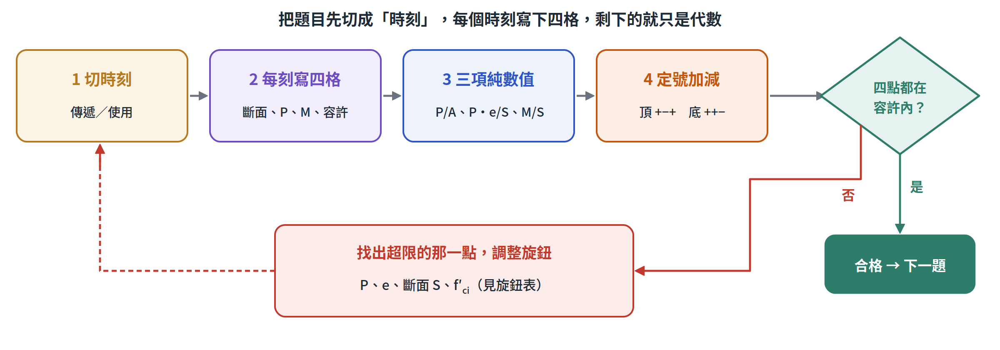 把題目先切成「時刻」，每個時刻寫下四格，剩下的就只是代數
1 切時刻
傳遞／使用
2 每刻寫四格
斷面、P、M、容許
3 三項純數值
P/A、P·e/S、M/S
4 定號加減
頂 +−+　底 ++−
四點都在
容許內？
否
是
找出超限的那一點，調整旋鈕
P、e、斷面 S、f′ci（見旋鈕表）
合格 → 下一題